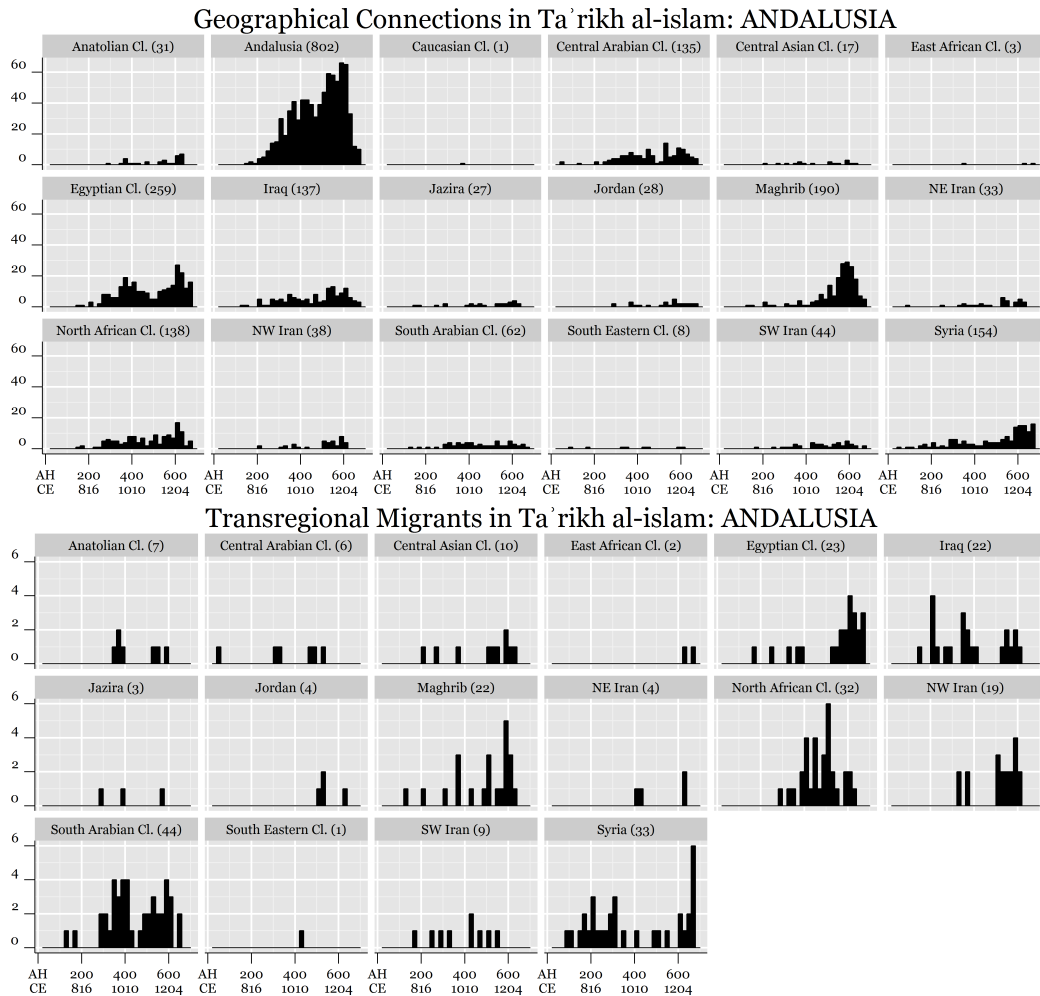 Geographical Connections in Taʾrikh al-islam: ANDALUSIA
Anatolian Cl. (31) Andalusia (802) Caucasian Cl. (1) Central Arabian Cl. (135) Central Asian Cl. (17) East African Cl. (3)
60
40
20
0
Egyptian Cl. (259) Iraq (137) Jazira (27) Jordan (28) Maghrib (190) NE Iran (33)
60
40
20
0
North African Cl. (138) NW Iran (38) South Arabian Cl. (62) South Eastern Cl. (8) SW Iran (44) Syria (154)
60
40
20
0
AH 200 400 600 AH 200 400 600 AH 200 400 600 AH 200 400 600 AH 200 400 600 AH 200 400 600
CE 816 1010 1204 CE 816 1010 1204 CE 816 1010 1204 CE 816 1010 1204 CE 816 1010 1204 CE 816 1010 1204
Transregional Migrants in Taʾrikh al-islam: ANDALUSIA
Anatolian Cl. (7) Central Arabian Cl. (6) Central Asian Cl. (10) East African Cl. (2) Egyptian Cl. (23) Iraq (22)
6
4
2
0
Jazira (3) Jordan (4) Maghrib (22) NE Iran (4) North African Cl. (32) NW Iran (19)
6
4
2
0
South Arabian Cl. (44) South Eastern Cl. (1) SW Iran (9) Syria (33)
6
4
2
0
AH 200 400 600 AH 200 400 600 AH 200 400 600 AH 200 400 600
CE 816 1010 1204 CE 816 1010 1204 CE 816 1010 1204 CE 816 1010 1204